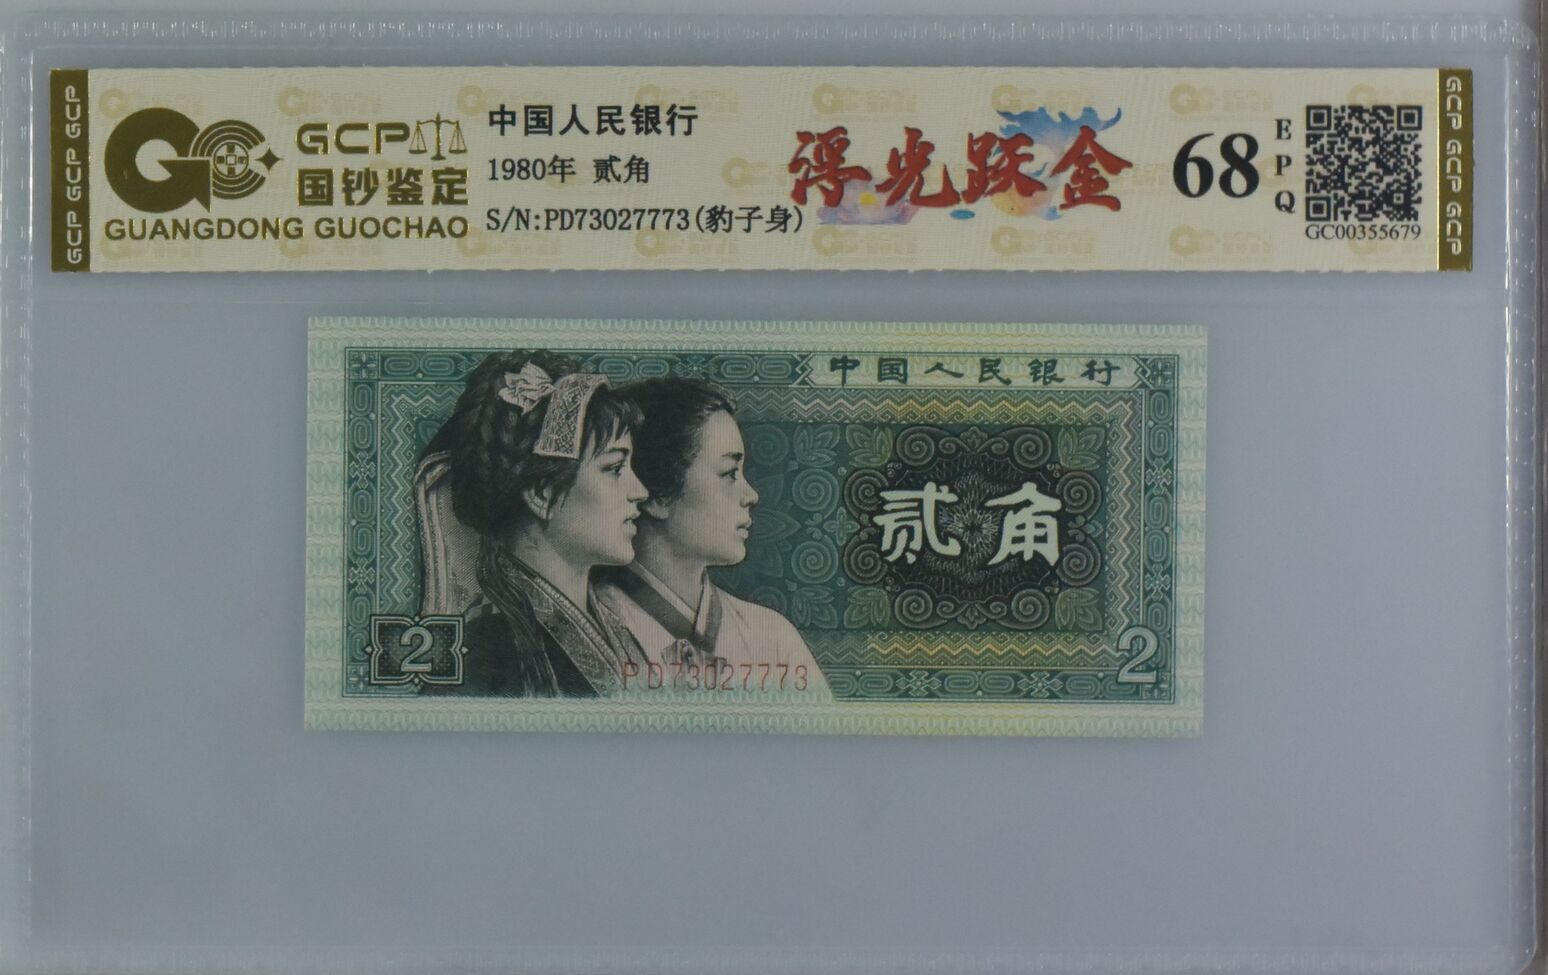 GCP GCP GCP
GCP
国钞鉴定
GUANGDONG GUOCHAO
中国人民银行
1980年 贰角
S/N:PD73027773(豹子身)
浮光跃金
68
EPQ
GC00355679
GCP GCP GCP
中国人民银行
贰角
2
PD73027773
2